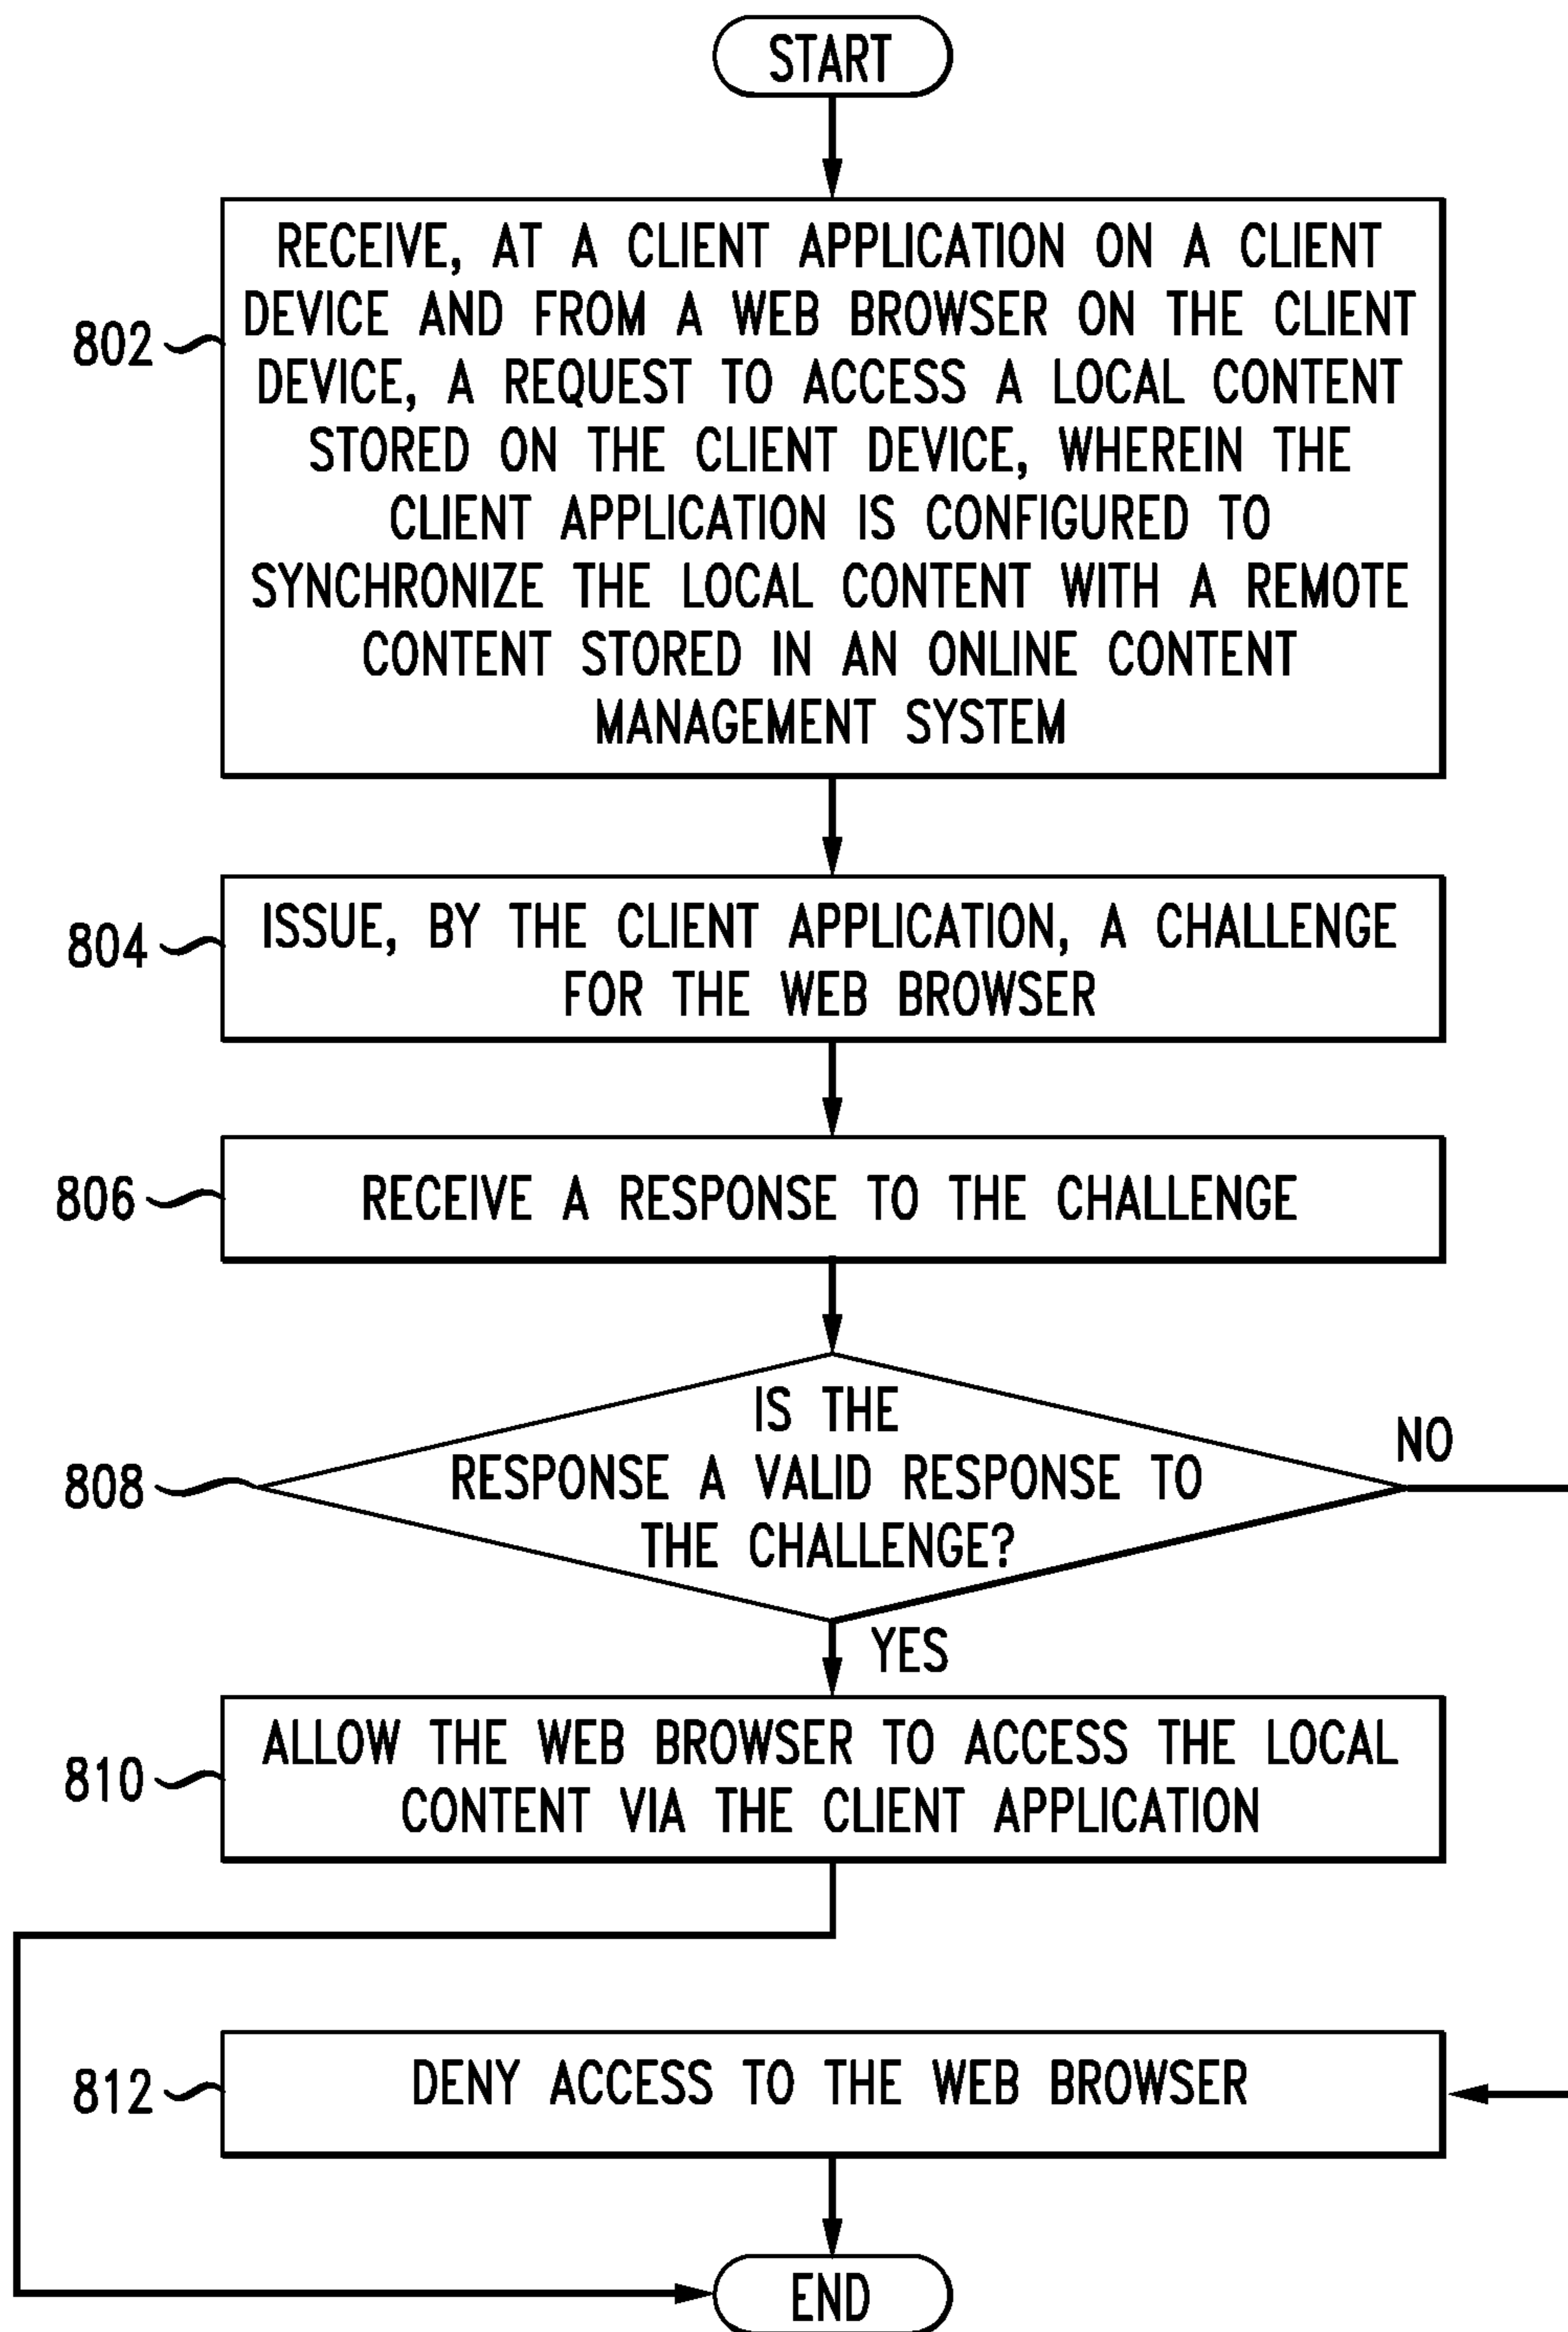 START
802
RECEIVE, AT A CLIENT APPLICATION ON A CLIENT
DEVICE AND FROM A WEB BROWSER ON THE CLIENT
DEVICE, A REQUEST TO ACCESS A LOCAL CONTENT
STORED ON THE CLIENT DEVICE, WHEREIN THE
CLIENT APPLICATION IS CONFIGURED TO
SYNCHRONIZE THE LOCAL CONTENT WITH A REMOTE
CONTENT STORED IN AN ONLINE CONTENT
MANAGEMENT SYSTEM
804
ISSUE, BY THE CLIENT APPLICATION, A CHALLENGE
FOR THE WEB BROWSER
806
RECEIVE A RESPONSE TO THE CHALLENGE
808
IS THE
RESPONSE A VALID RESPONSE TO
THE CHALLENGE?
NO
YES
810
ALLOW THE WEB BROWSER TO ACCESS THE LOCAL
CONTENT VIA THE CLIENT APPLICATION
812
DENY ACCESS TO THE WEB BROWSER
END